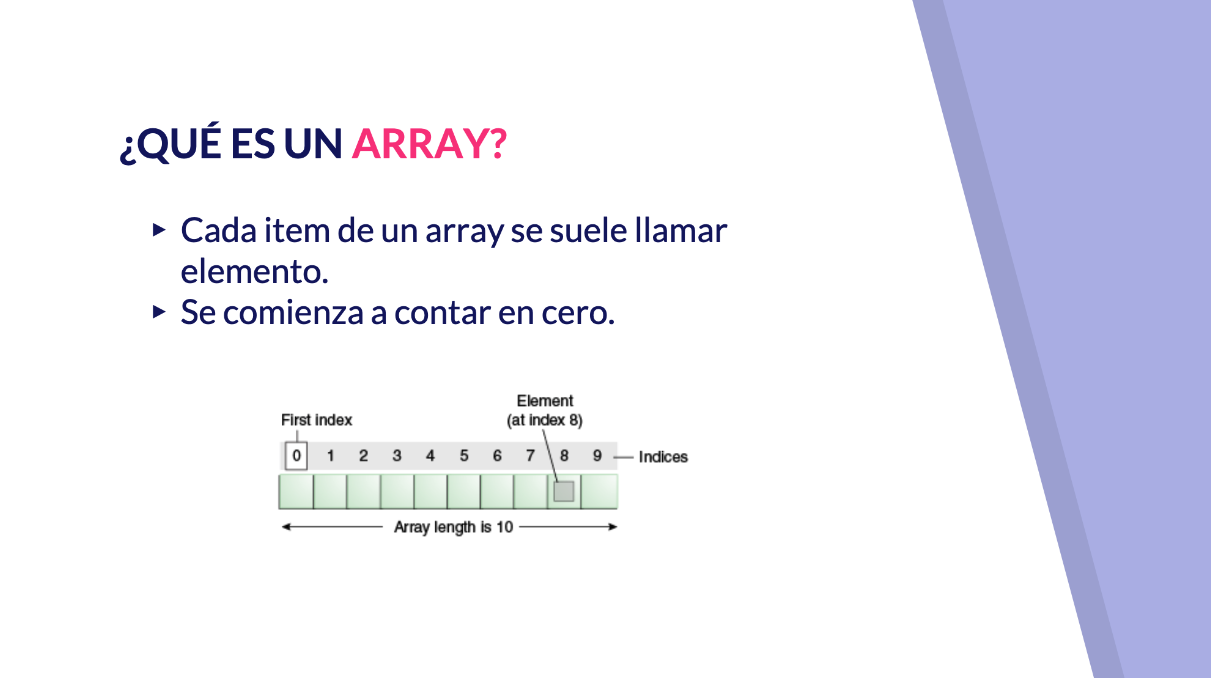 ¿QUÉ ES UN ARRAY?
▸ Cada item de un array se suele llamar
elemento.
▸ Se comienza a contar en cero.
Element
First index
(at index 8)
0 1 2 3 4 5 6 7 8 9
Indices
Array length is 10